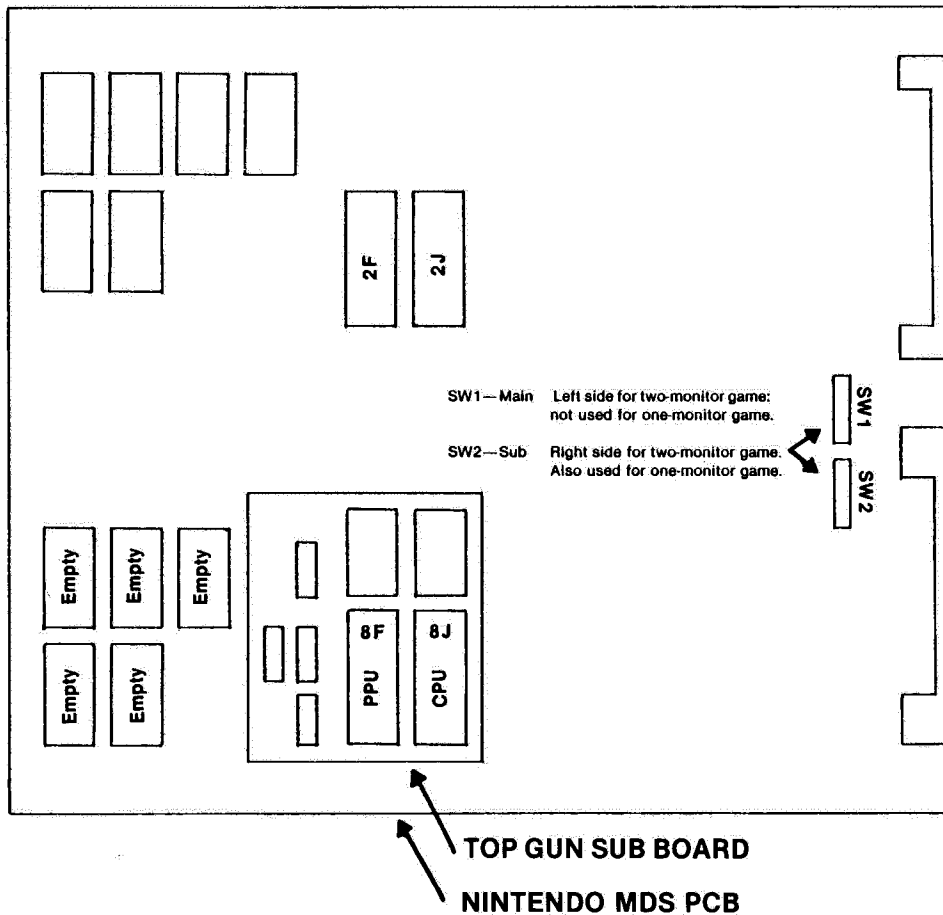 2F
2J
SW1—Main Left side for two-monitor game;
not used for one-monitor game.
SW2—Sub Right side for two-monitor game.
Also used for one-monitor game.
SW1
SW2
Empty
Empty
Empty
Empty
Empty
8F
PPU
8J
CPU
TOP GUN SUB BOARD
NINTENDO MDS PCB